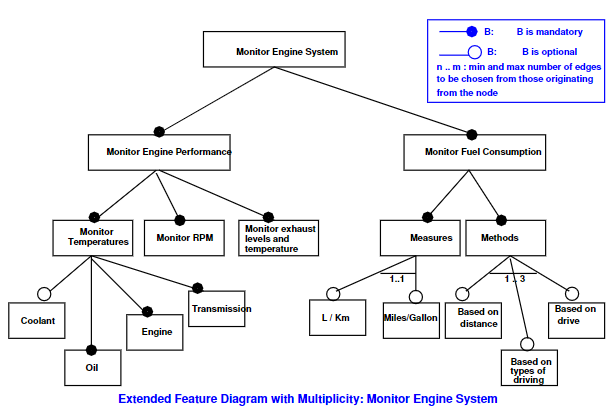 B: B is mandatory
B: B is optional
n .. m : min and max number of edges
to be chosen from those originating
from the node
Monitor Engine System
Monitor Engine Performance
Monitor Fuel Consumption
Monitor
Temperatures
Monitor RPM
Monitor exhaust
levels and
temperature
Measures
Methods
1..1
1 .. 3
Coolant
Oil
Engine
Transmission
L / Km
Miles/Gallon
Based on
distance
Based on
types of
driving
Based on
drive
Extended Feature Diagram with Multiplicity: Monitor Engine System